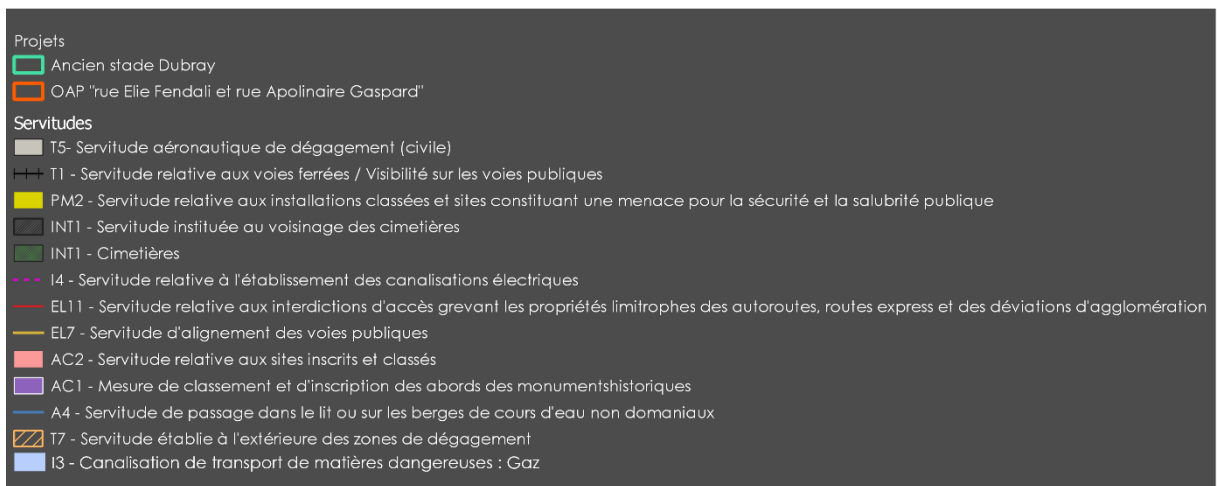 Projets
Ancien stade Dubray
OAP "rue Elie Fendali et rue Apolinaire Gaspard"
Servitudes
T5- Servitude aéronautique de dégagement (civile)
T1 - Servitude relative aux voies ferrées / Visibilité sur les voies publiques
PM2 - Servitude relative aux installations classées et sites constituant une menace pour la sécurité et la salubrité publique
INT1 - Servitude instituée au voisinage des cimetières
INT1 - Cimetières
I4 - Servitude relative à l'établissement des canalisations électriques
EL11 - Servitude relative aux interdictions d'accès grevant les propriétés limitrophes des autoroutes, routes express et des déviations d'agglomération
EL7 - Servitude d'alignement des voies publiques
AC2 - Servitude relative aux sites inscrits et classés
AC1 - Mesure de classement et d'inscription des abords des monumentshistoriques
A4 - Servitude de passage dans le lit ou sur les berges de cours d'eau non domaniaux
T7 - Servitude établie à l'extérieure des zones de dégagement
I3 - Canalisation de transport de matières dangereuses : Gaz